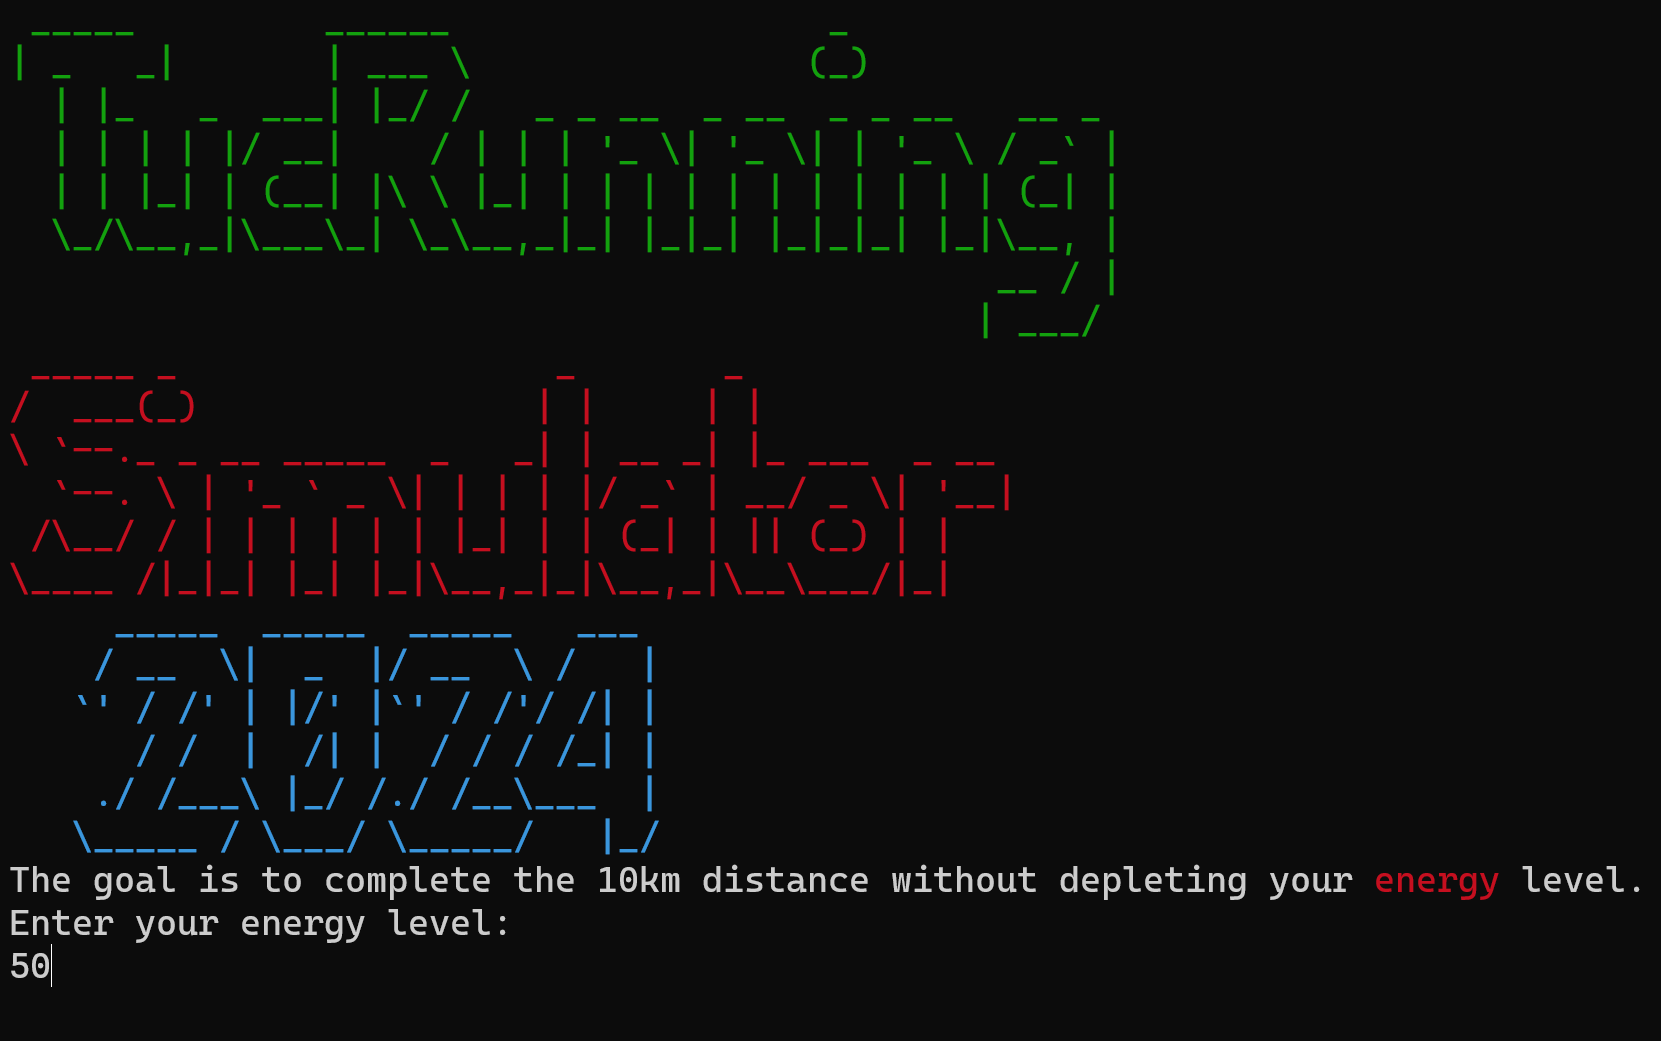 TucRunning
Simulator
2024
The goal is to complete the 10km distance without depleting your energy level.
Enter your energy level:
50